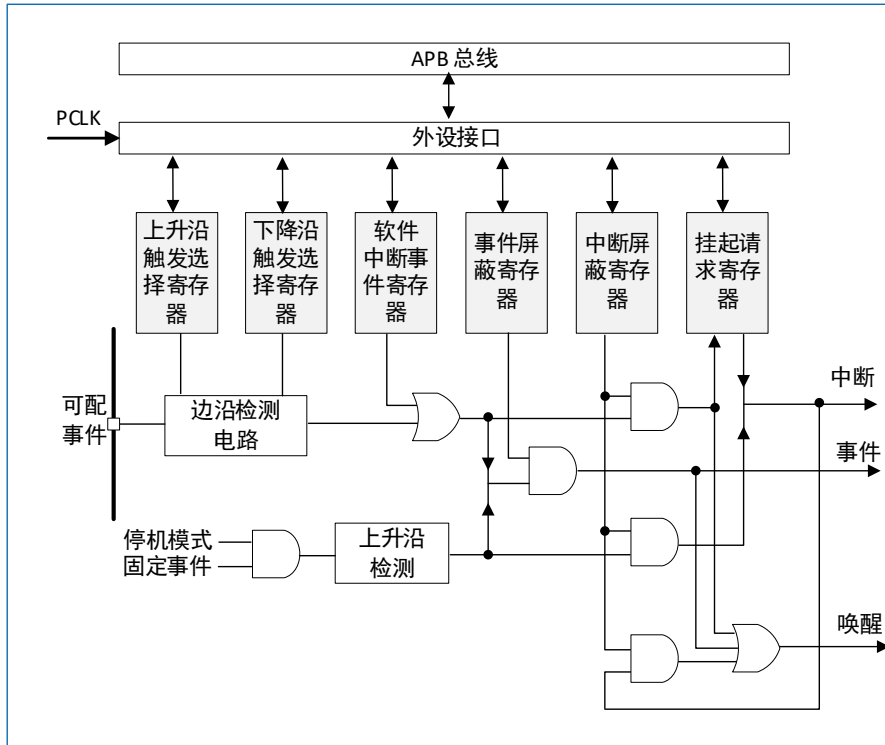 APB 总线
PCLK
外设接口
上升沿
触发选
择寄存
器
下降沿
触发选
择寄存
器
软件
中断事
件寄存
器
事件屏
蔽寄存
器
中断屏
蔽寄存
器
挂起请
求寄存
器
可配
事件
边沿检测
电路
中断
事件
停机模式
固定事件
上升沿
检测
唤醒